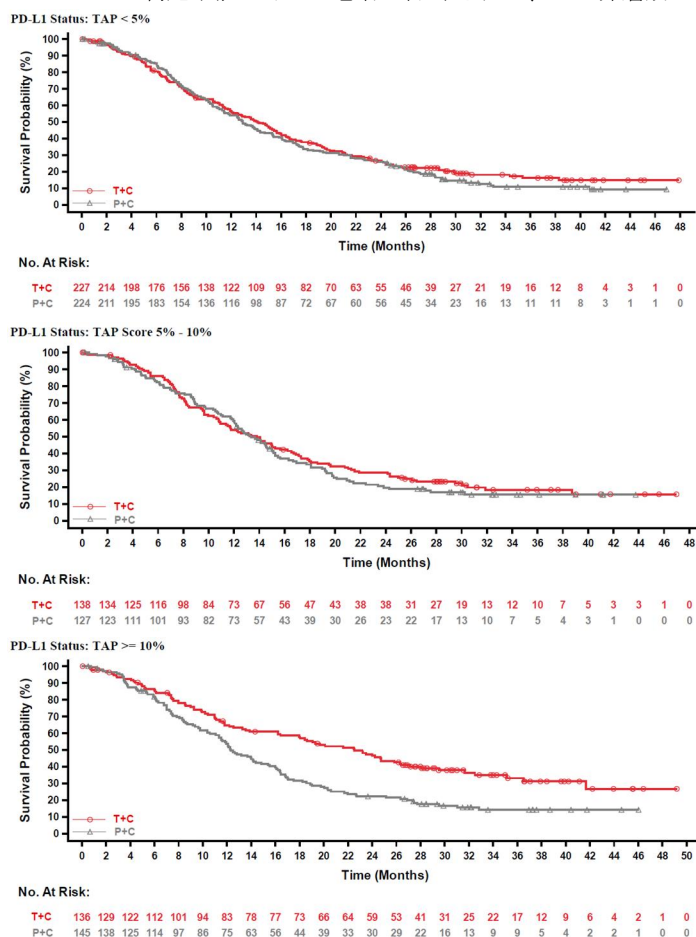 PD-L1 Status: TAP < 5%
Survival Probability (%)
100
90
80
70
60
50
40
30
20
10
0
T+C
P+C
0 2 4 6 8 10 12 14 16 18 20 22 24 26 28 30 32 34 36 38 40 42 44 46 48
Time (Months)
No. At Risk:
T+C 227 214 198 176 156 138 122 109 93 82 70 63 55 46 39 27 21 19 16 12 8 4 3 1 0
P+C 224 211 195 183 154 136 116 98 87 72 67 60 56 45 34 23 16 13 11 11 8 3 1 1 0
PD-L1 Status: TAP Score 5% - 10%
Survival Probability (%)
100
90
80
70
60
50
40
30
20
10
0
T+C
P+C
0 2 4 6 8 10 12 14 16 18 20 22 24 26 28 30 32 34 36 38 40 42 44 46 48
Time (Months)
No. At Risk:
T+C 138 134 125 116 98 84 73 67 56 47 43 38 38 31 27 19 13 12 10 7 5 3 3 1 0
P+C 127 123 111 101 93 82 73 57 43 39 30 26 23 22 17 13 10 7 5 4 3 1 0 0 0
PD-L1 Status: TAP >= 10%
Survival Probability (%)
100
90
80
70
60
50
40
30
20
10
0
T+C
P+C
0 2 4 6 8 10 12 14 16 18 20 22 24 26 28 30 32 34 36 38 40 42 44 46 48 50
Time (Months)
No. At Risk:
T+C 136 129 122 112 101 94 83 78 77 73 66 64 59 53 41 31 25 22 17 12 9 6 4 2 1 0
P+C 145 138 125 114 97 86 75 63 56 44 39 33 30 29 22 16 13 9 9 5 4 2 2 1 0 0